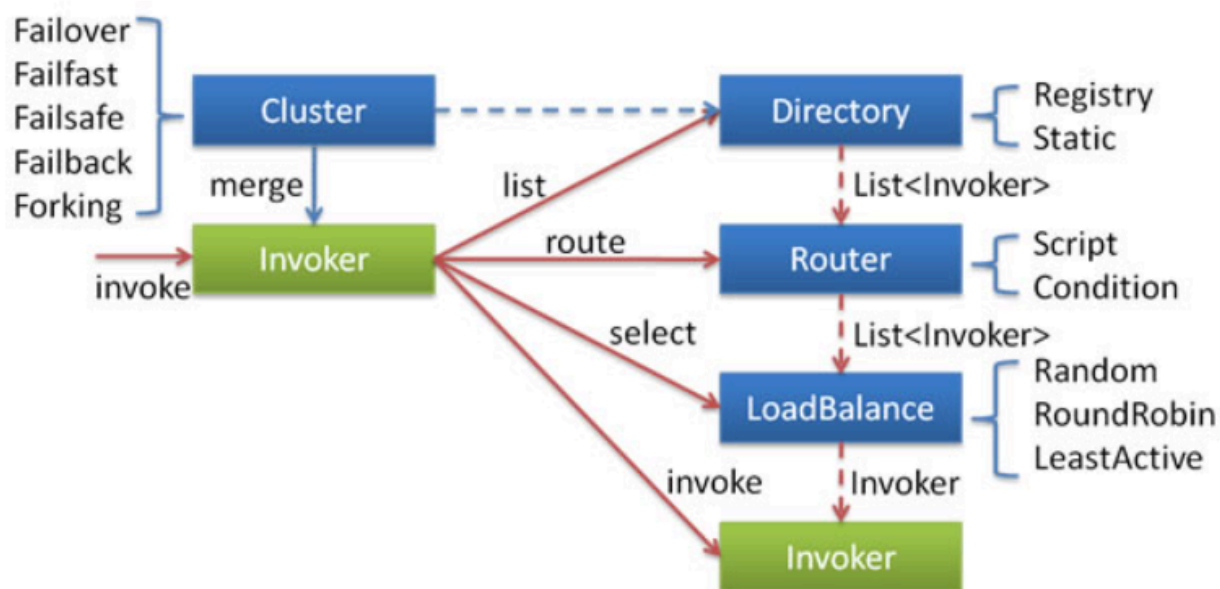 Failover
Failfast
Failsafe
Failback
Forking
Cluster
merge
invoke
Invoker
list
route
select
invoke
Directory
Registry
Static
List<Invoker>
Router
Script
Condition
List<Invoker>
LoadBalance
Random
RoundRobin
LeastActive
Invoker
Invoker